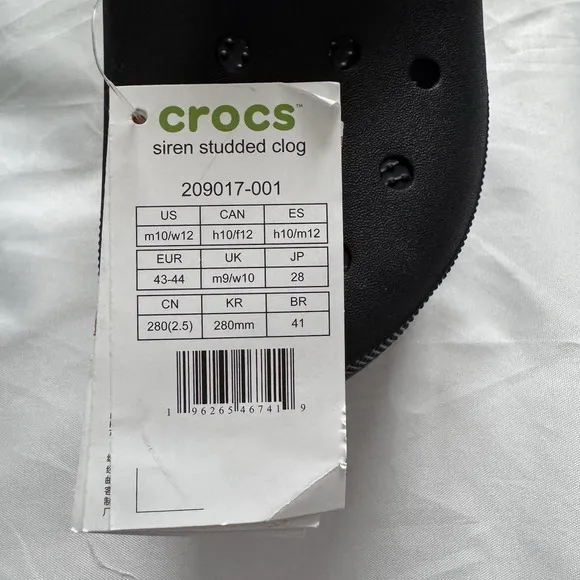 crocs™
siren studded clog
209017-001
US CAN ES
m10/w12 h10/f12 h10/m12
EUR UK JP
43-44 m9/w10 28
CN KR BR
280(2.5) 280mm 41
1 96265 46741 9